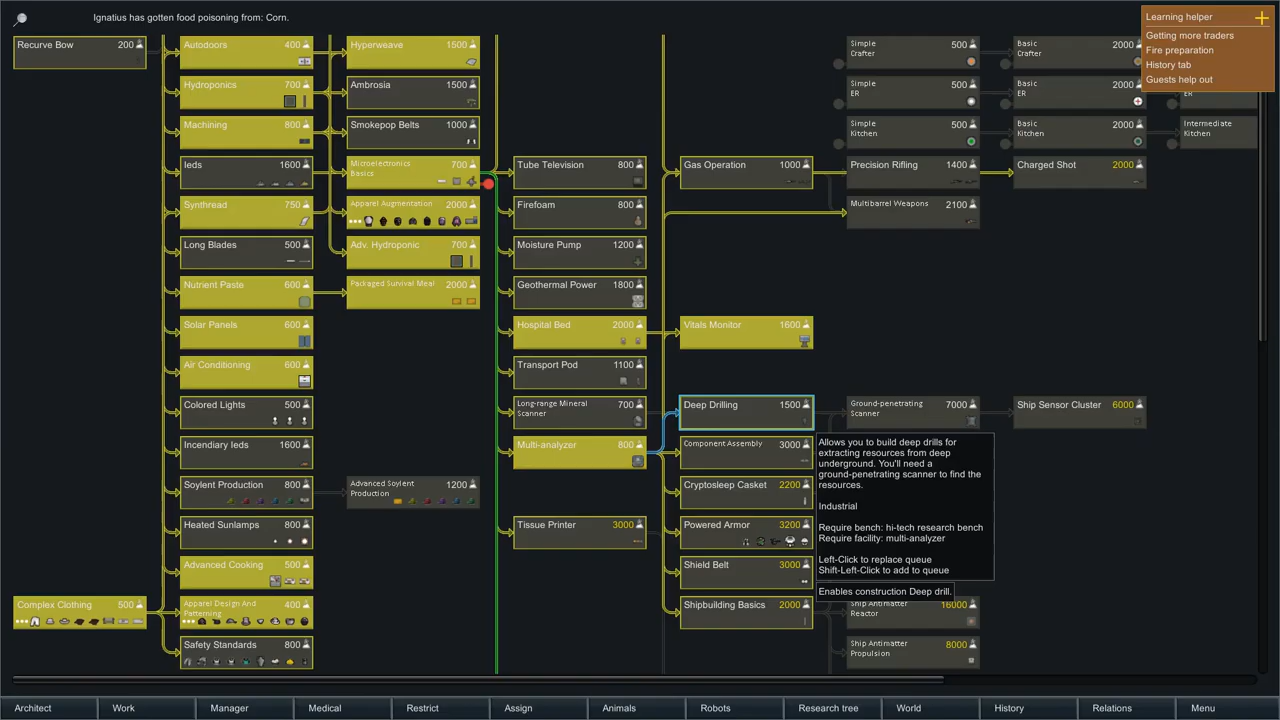 Ignatius has gotten food poisoning from: Corn.
Learning helper
Getting more traders
Fire preparation
History tab
Guests help out
Recurve Bow 200
Complex Clothing 500
Autodoors 400
Hydroponics 700
Machining 800
Ieds 1600
Synthread 750
Long Blades 500
Nutrient Paste 600
Solar Panels 600
Air Conditioning 600
Colored Lights 500
Incendiary Ieds 1600
Soylent Production 800
Heated Sunlamps 800
Advanced Cooking 500
Apparel Design And Patterning 400
Safety Standards 800
Hyperweave 1500
Ambrosia 1500
Smokepop Belts 1000
Microelectronics Basics 700
Apparel Augmentation 2000
Adv. Hydroponic 700
Packaged Survival Meal 2000
Advanced Soylent Production 1200
Tube Television 800
Firefoam 800
Moisture Pump 1200
Geothermal Power 1800
Hospital Bed 2000
Transport Pod 1100
Long-range Mineral Scanner 700
Multi-analyzer 800
Tissue Printer 3000
Gas Operation 1000
Vitals Monitor 1600
Deep Drilling 1500
Component Assembly 3000
Cryptosleep Casket 2200
Powered Armor 3200
Shield Belt 3000
Shipbuilding Basics 2000
Simple Crafter 500
Simple ER 500
Simple Kitchen 500
Precision Rifling 1400
Multibarrel Weapons 2100
Ground-penetrating Scanner 7000
Ship Antimatter Reactor 16000
Ship Antimatter Propulsion 8000
Basic Crafter 2000
Basic ER 2000
Basic Kitchen 2000
Charged Shot 2000
Ship Sensor Cluster 6000
ER
Intermediate Kitchen
Allows you to build deep drills for
extracting resources from deep
underground. You'll need a
ground-penetrating scanner to find the
resources.
Industrial
Require bench: hi-tech research bench
Require facility: multi-analyzer
Left-Click to replace queue
Shift-Left-Click to add to queue
Enables construction Deep drill.
Architect
Work
Manager
Medical
Restrict
Assign
Animals
Robots
Research tree
World
History
Relations
Menu